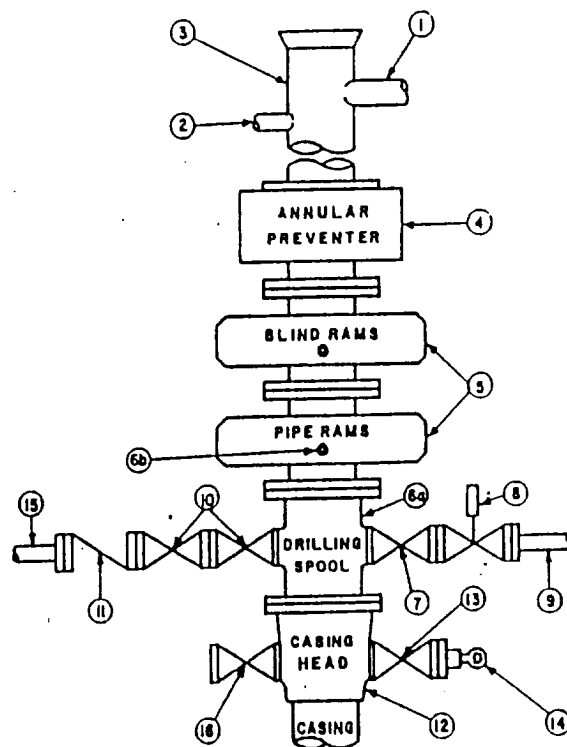 1
3
2
ANNULAR
PREVENTER
4
BLIND RAMS
5
PIPE RAMS
6b
15
10
6a
8
DRILLING
SPOOL
11
7
13
9
CASING
HEAD
16
12
14
CASING